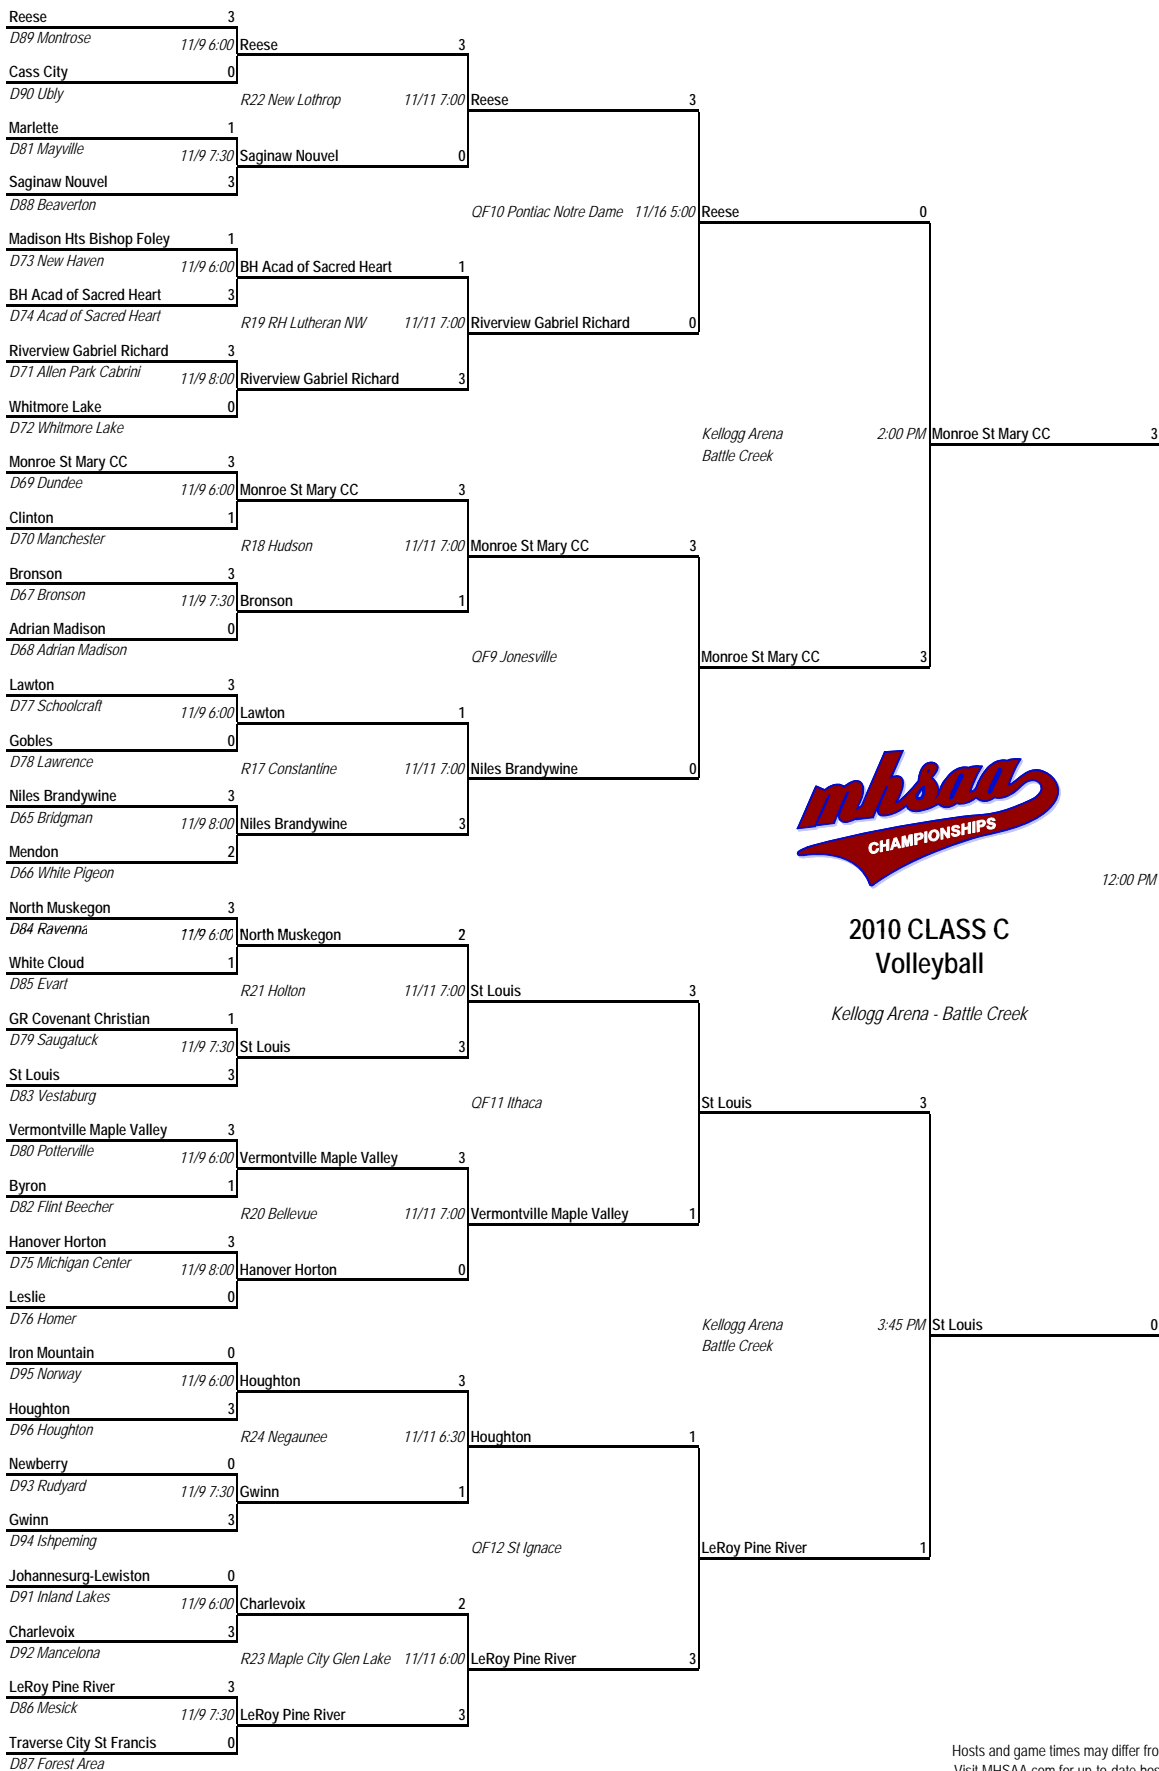 Reese 3
D89 Montrose
11/9 6:00 Reese 3
Cass City 0
D90 Ubly
R22 New Lothrop 11/11 7:00 Reese 3
Marlette 1
D81 Mayville
11/9 7:30 Saginaw Nouvel 0
Saginaw Nouvel 3
D88 Beaverton
QF10 Pontiac Notre Dame 11/16 5:00 Reese 0
Madison Hts Bishop Foley 1
D73 New Haven
11/9 6:00 BH Acad of Sacred Heart 1
BH Acad of Sacred Heart 3
D74 Acad of Sacred Heart
R19 RH Lutheran NW 11/11 7:00 Riverview Gabriel Richard 0
Riverview Gabriel Richard 3
D71 Allen Park Cabrini
11/9 8:00 Riverview Gabriel Richard 3
Whitmore Lake 0
D72 Whitmore Lake
Kellogg Arena 2:00 PM Monroe St Mary CC 3
Battle Creek
Monroe St Mary CC 3
D69 Dundee
11/9 6:00 Monroe St Mary CC 3
Clinton 1
D70 Manchester
R18 Hudson 11/11 7:00 Monroe St Mary CC 3
Bronson 3
D67 Bronson
11/9 7:30 Bronson 1
Adrian Madison 0
D68 Adrian Madison
QF9 Jonesville Monroe St Mary CC 3
Lawton 3
D77 Schoolcraft
11/9 6:00 Lawton 1
Gobles 0
D78 Lawrence
R17 Constantine 11/11 7:00 Niles Brandywine 0
Niles Brandywine 3
D65 Bridgman
11/9 8:00 Niles Brandywine 3
Mendon 2
D66 White Pigeon
mhsaa
CHAMPIONSHIPS
12:00 PM
North Muskegon 3
D84 Ravenna
11/9 6:00 North Muskegon 2
2010 CLASS C
Volleyball
White Cloud 1
D85 Evart
R21 Holton 11/11 7:00 St Louis 3
Kellogg Arena - Battle Creek
GR Covenant Christian 1
D79 Saugatuck
11/9 7:30 St Louis 3
St Louis 3
D83 Vestaburg
QF11 Ithaca St Louis 3
Vermontville Maple Valley 3
D80 Potterville
11/9 6:00 Vermontville Maple Valley 3
Byron 1
D82 Flint Beecher
R20 Bellevue 11/11 7:00 Vermontville Maple Valley 1
Hanover Horton 3
D75 Michigan Center
11/9 8:00 Hanover Horton 0
Leslie 0
D76 Homer
Kellogg Arena 3:45 PM St Louis 0
Battle Creek
Iron Mountain 0
D95 Norway
11/9 6:00 Houghton 3
Houghton 3
D96 Houghton
R24 Negaunee 11/11 6:30 Houghton 1
Newberry 0
D93 Rudyard
11/9 7:30 Gwinn 1
Gwinn 3
D94 Ishpeming
QF12 St Ignace LeRoy Pine River 1
Johannesurg-Lewiston 0
D91 Inland Lakes
11/9 6:00 Charlevoix 2
Charlevoix 3
D92 Mancelona
R23 Maple City Glen Lake 11/11 6:00 LeRoy Pine River 3
LeRoy Pine River 3
D86 Mesick
11/9 7:30 LeRoy Pine River 3
Traverse City St Francis 0
D87 Forest Area
Hosts and game times may differ fro
Visit MHSAA.com for up-to-date hos